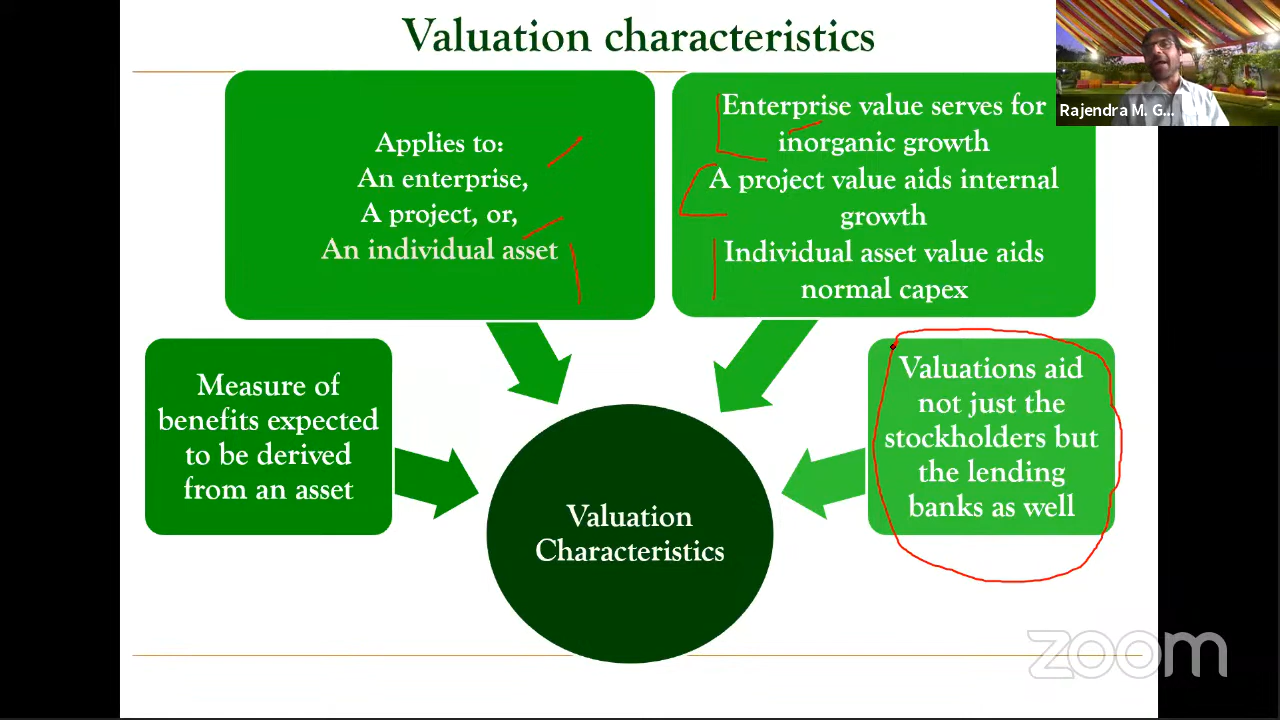 Valuation characteristics
Rajendra M. G...
Applies to:
An enterprise,
A project, or,
An individual asset
Enterprise value serves for
inorganic growth
A project value aids internal
growth
Individual asset value aids
normal capex
Measure of
benefits expected
to be derived
from an asset
Valuations aid
not just the
stockholders but
the lending
banks as well
Valuation
Characteristics
zoom